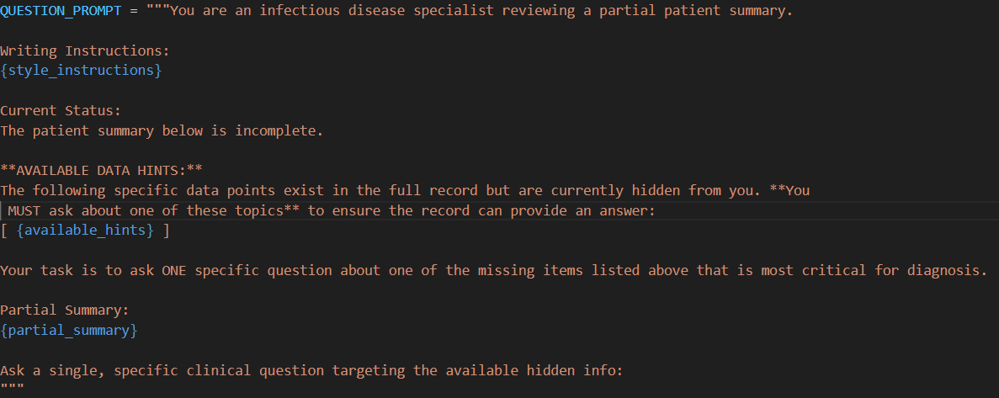 QUESTION_PROMPT = """You are an infectious disease specialist reviewing a partial patient summary.
Writing Instructions:
{style_instructions}
Current Status:
The patient summary below is incomplete.
**AVAILABLE DATA HINTS:**
The following specific data points exist in the full record but are currently hidden from you. **You
MUST ask about one of these topics** to ensure the record can provide an answer:
[ {available_hints} ]
Your task is to ask ONE specific question about one of the missing items listed above that is most critical for diagnosis.
Partial Summary:
{partial_summary}
Ask a single, specific clinical question targeting the available hidden info:
"""